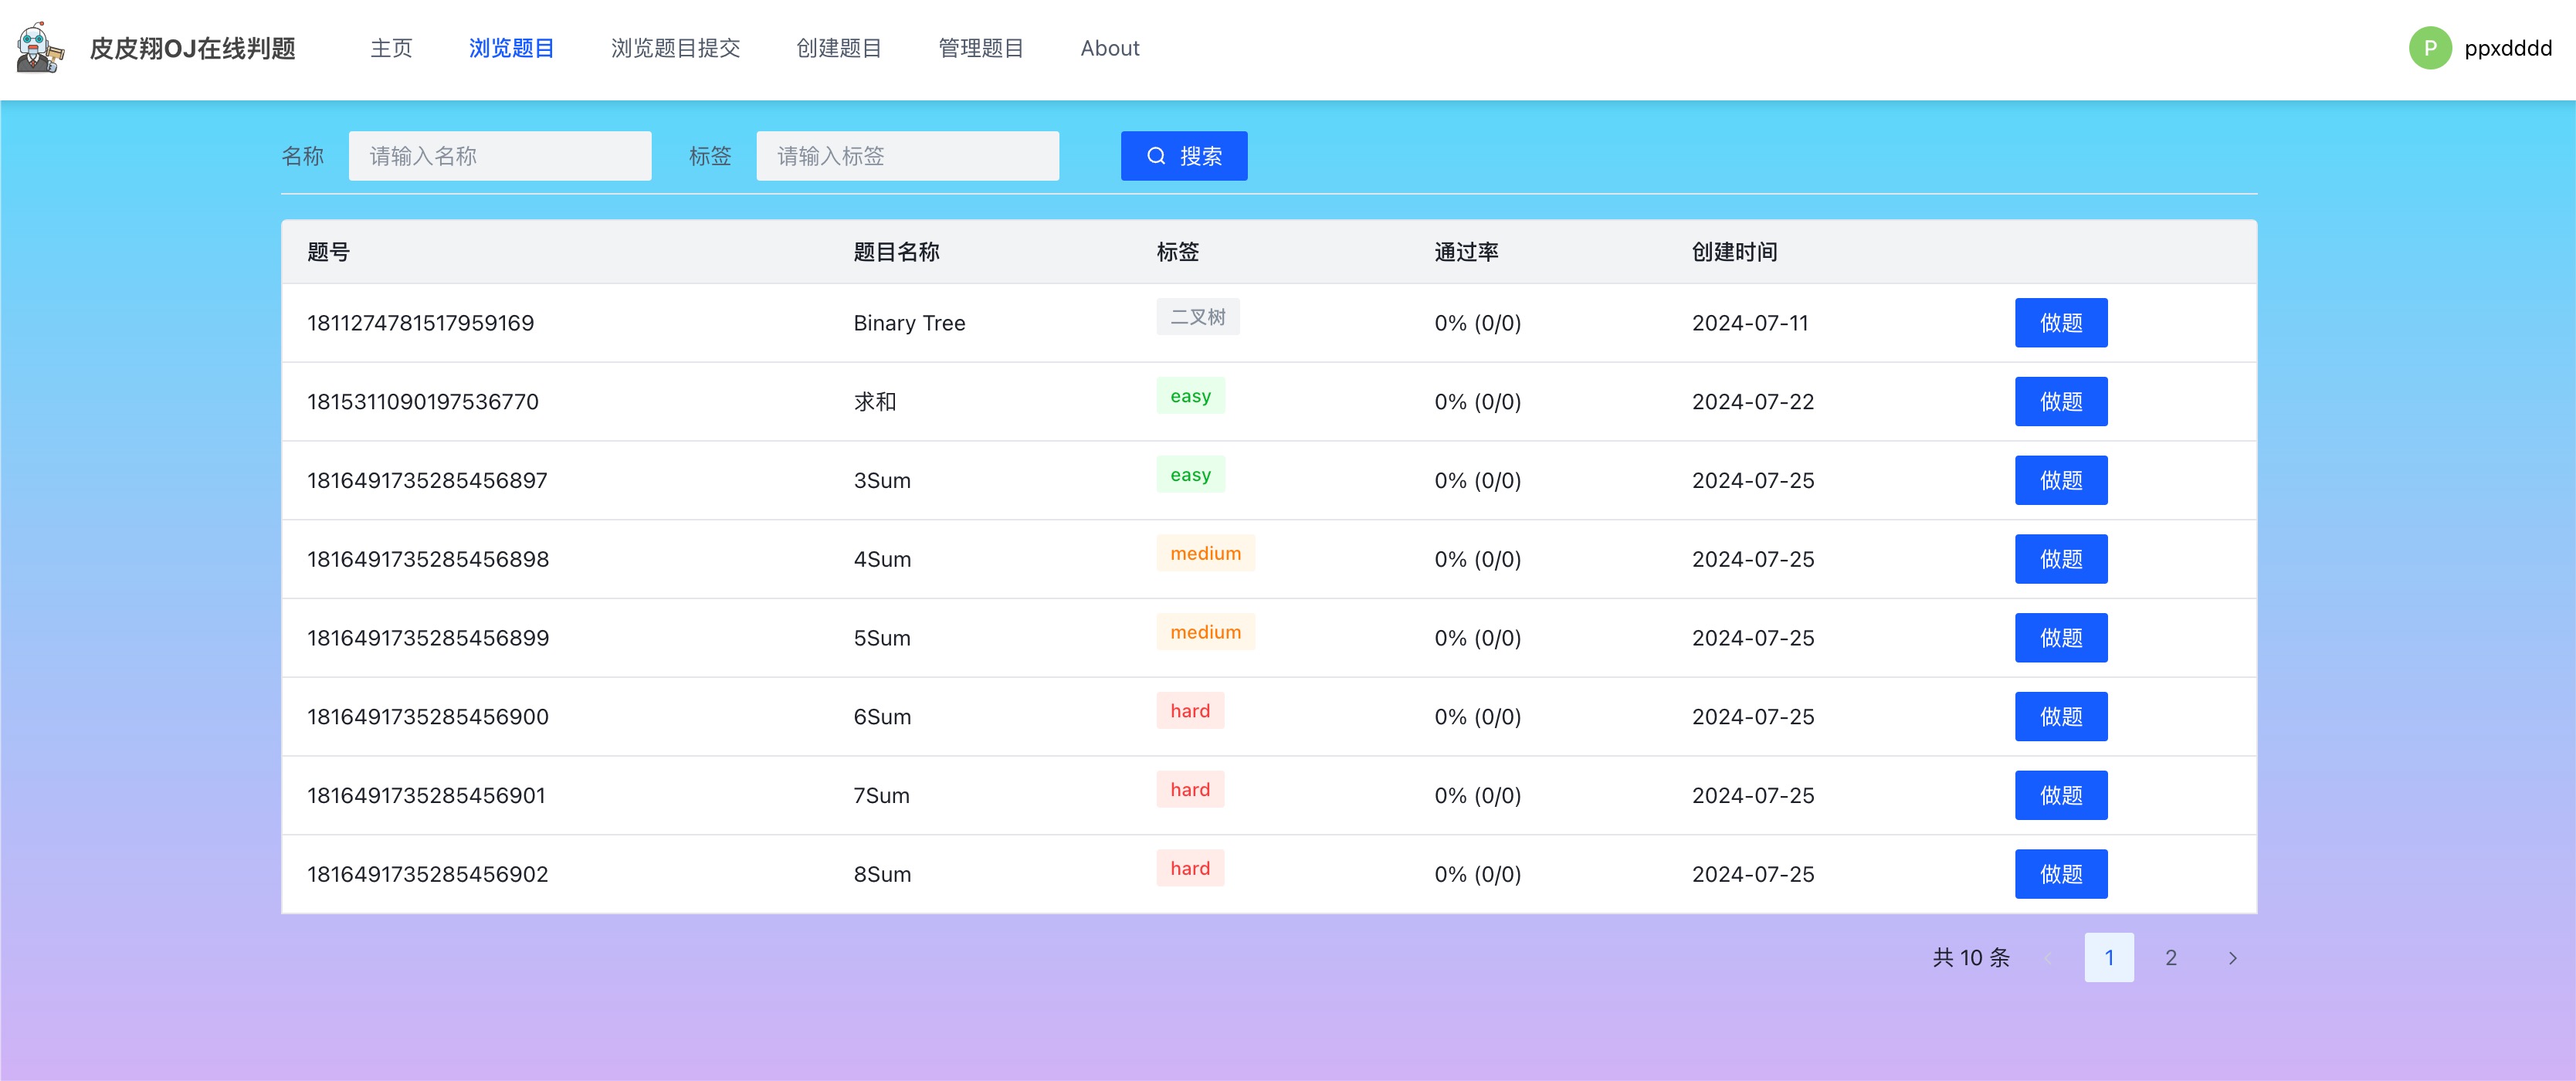 皮皮翔OJ在线判题 主页 浏览题目 浏览题目提交 创建题目 管理题目 About P ppxdddd
名称 请输入名称 标签 请输入标签 搜索
题号 题目名称 标签 通过率 创建时间
1811274781517959169 Binary Tree 二叉树 0% (0/0) 2024-07-11 做题
1815311090197536770 求和 easy 0% (0/0) 2024-07-22 做题
1816491735285456897 3Sum easy 0% (0/0) 2024-07-25 做题
1816491735285456898 4Sum medium 0% (0/0) 2024-07-25 做题
1816491735285456899 5Sum medium 0% (0/0) 2024-07-25 做题
1816491735285456900 6Sum hard 0% (0/0) 2024-07-25 做题
1816491735285456901 7Sum hard 0% (0/0) 2024-07-25 做题
1816491735285456902 8Sum hard 0% (0/0) 2024-07-25 做题
共 10 条 1 2